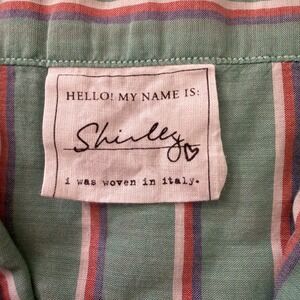 HELLO! MY NAME IS:
Shirley
i was woven in italy.